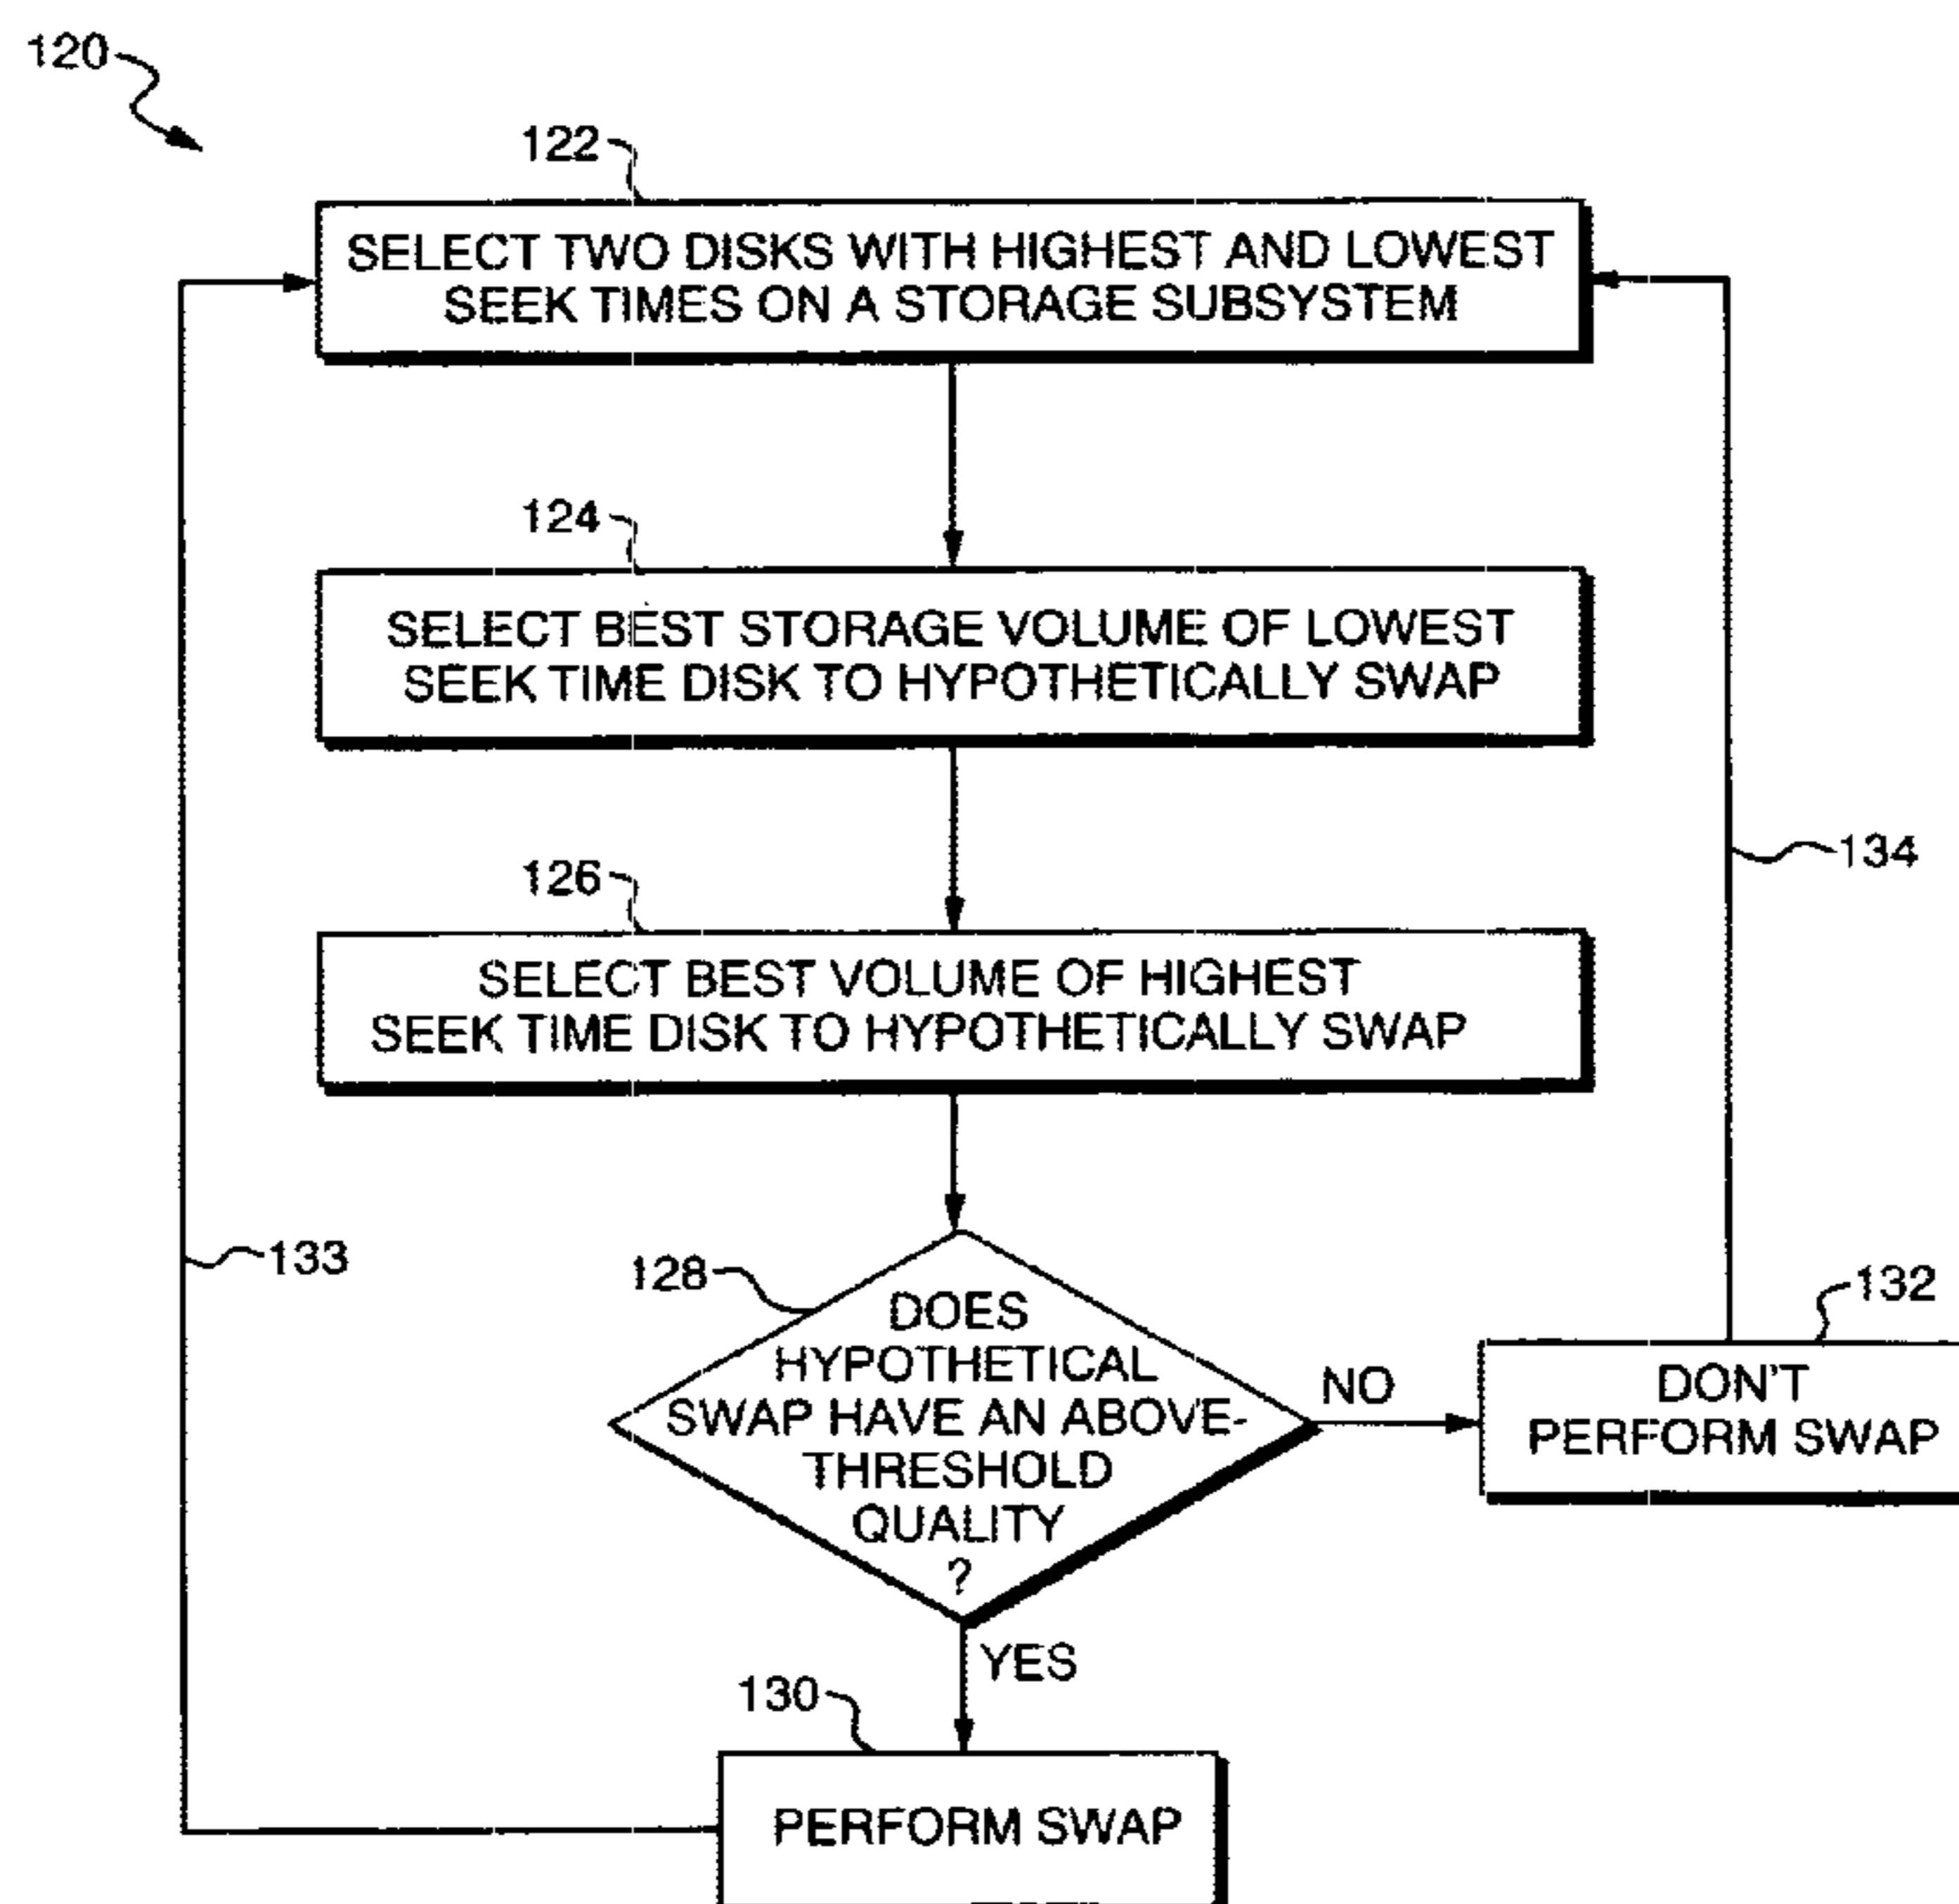 120
122
SELECT TWO DISKS WITH HIGHEST AND LOWEST
SEEK TIMES ON A STORAGE SUBSYSTEM
124
SELECT BEST STORAGE VOLUME OF LOWEST
SEEK TIME DISK TO HYPOTHETICALLY SWAP
134
126
SELECT BEST VOLUME OF HIGHEST
SEEK TIME DISK TO HYPOTHETICALLY SWAP
133
128
DOES
HYPOTHETICAL
SWAP HAVE AN ABOVE-
THRESHOLD
QUALITY
?
NO
132
DON'T
PERFORM SWAP
YES
130
PERFORM SWAP